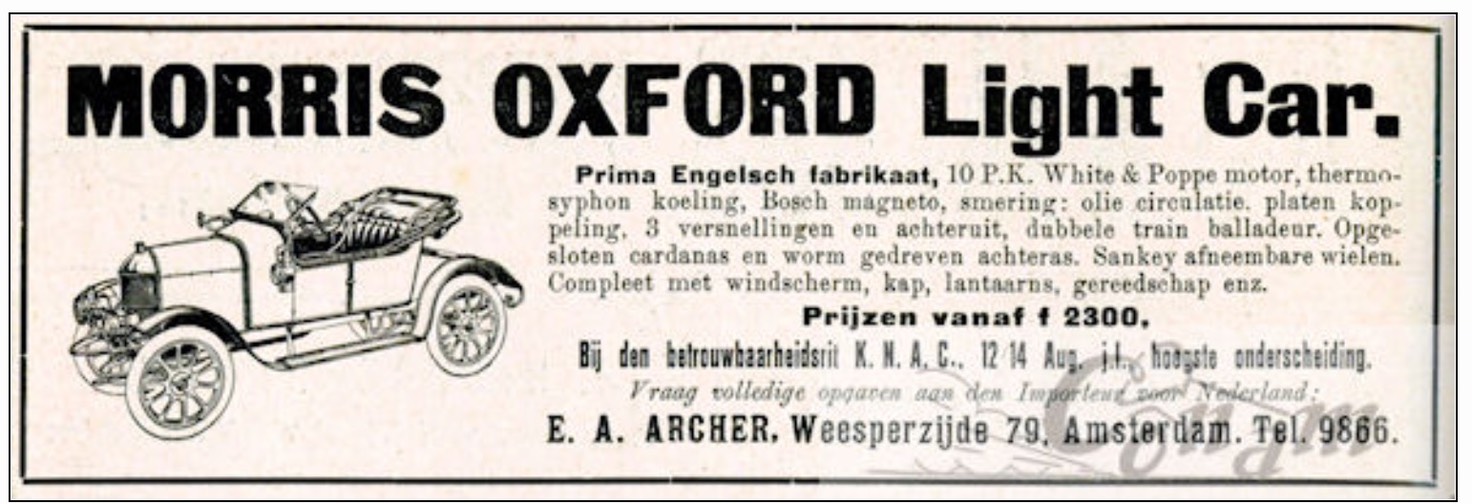 MORRIS OXFORD Light Car.
Prima Engelsch fabrikaat, 10 P.K. White & Poppe motor, thermo-
syphon koeling, Bosch magneto, smering: olie circulatie. platen kop-
peling, 3 versnellingen en achteruit, dubbele train balladeur. Opge-
sloten cardanas en worm gedreven achteras. Sankey afneembare wielen.
Compleet met windscherm, kap, lantaarns, gereedschap enz.
Prijzen vanaf f 2300,
Bij den betrouwbaarheidsrit K. N. A. C., 12 14 Aug. j.l., hoogste onderscheiding.
Vraag volledige opgaven aan den Importeur voor Nederland:
E. A. ARCHER, Weesperzijde 79, Amsterdam. Tel. 9866.
Conam